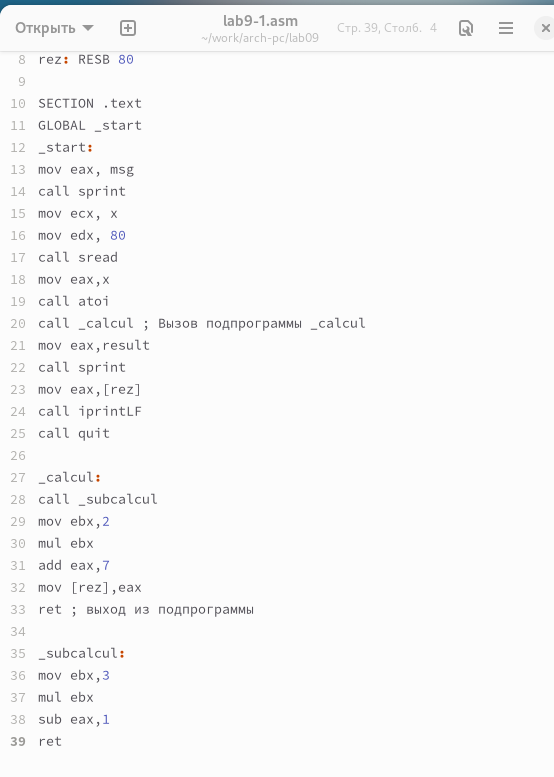 Открыть
lab9-1.asm
~/work/arch-pc/lab09
Стр. 39, Столб. 4
8 rez: RESB 80
9
10 SECTION .text
11 GLOBAL _start
12 _start:
13 mov eax, msg
14 call sprint
15 mov ecx, x
16 mov edx, 80
17 call sread
18 mov eax,x
19 call atoi
20 call _calcul ; Вызов подпрограммы _calcul
21 mov eax,result
22 call sprint
23 mov eax,[rez]
24 call iprintLF
25 call quit
26
27 _calcul:
28 call _subcalcul
29 mov ebx,2
30 mul ebx
31 add eax,7
32 mov [rez],eax
33 ret ; выход из подпрограммы
34
35 _subcalcul:
36 mov ebx,3
37 mul ebx
38 sub eax,1
39 ret